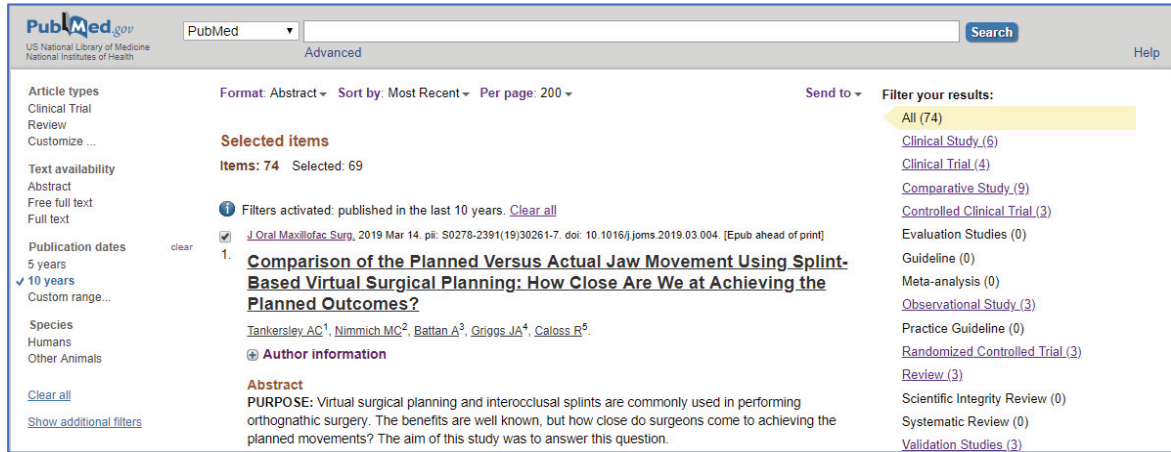 PubMed.gov
US National Library of Medicine
National Institutes of Health
PubMed
Search
Advanced
Help
Article types
Clinical Trial
Review
Customize ...
Text availability
Abstract
Free full text
Full text
Publication dates
clear
5 years
10 years
Custom range...
Species
Humans
Other Animals
Clear all
Show additional filters
Format: Abstract Sort by: Most Recent Per page: 200
Send to
Selected items
Items: 74 Selected: 69
Filters activated: published in the last 10 years. Clear all
J Oral Maxillofac Surg. 2019 Mar 14. pii: S0278-2391(19)30261-7. doi: 10.1016/j.joms.2019.03.004. [Epub ahead of print]
1. Comparison of the Planned Versus Actual Jaw Movement Using Splint-
Based Virtual Surgical Planning: How Close Are We at Achieving the
Planned Outcomes?
Tankersley AC1, Nimmich MC2, Battan A3, Griggs JA4, Caloss R5.
Author information
Abstract
PURPOSE: Virtual surgical planning and interocclusal splints are commonly used in performing
orthognathic surgery. The benefits are well known, but how close do surgeons come to achieving the
planned movements? The aim of this study was to answer this question.
Filter your results:
All (74)
Clinical Study (6)
Clinical Trial (4)
Comparative Study (9)
Controlled Clinical Trial (3)
Evaluation Studies (0)
Guideline (0)
Meta-analysis (0)
Observational Study (3)
Practice Guideline (0)
Randomized Controlled Trial (3)
Review (3)
Scientific Integrity Review (0)
Systematic Review (0)
Validation Studies (3)